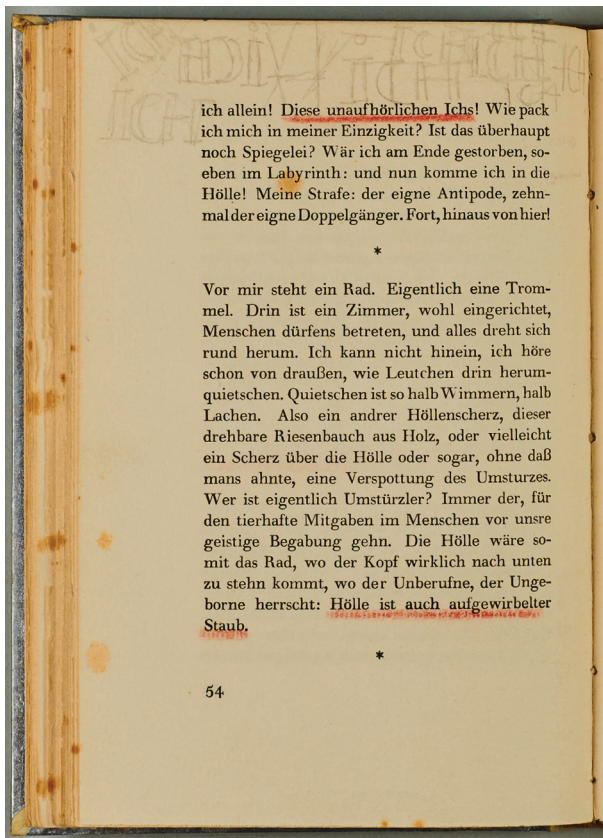 ich allein! Diese unaufhörlichen Ichs! Wie pack
ich mich in meiner Einzigkeit? Ist das überhaupt
noch Spiegelei? Wär ich am Ende gestorben, so-
eben im Labyrinth: und nun komme ich in die
Hölle! Meine Strafe: der eigne Antipode, zehn-
mal der eigne Doppelgänger. Fort, hinaus von hier!
*
Vor mir steht ein Rad. Eigentlich eine Trom-
mel. Drin ist ein Zimmer, wohl eingerichtet,
Menschen dürfens betreten, und alles dreht sich
rund herum. Ich kann nicht hinein, ich höre
schon von draußen, wie Leutchen drin herum-
quietschen. Quietschen ist so halb Wimmern, halb
Lachen. Also ein andrer Höllenscherz, dieser
drehbare Riesenbauch aus Holz, oder vielleicht
ein Scherz über die Hölle oder sogar, ohne daß
mans ahnte, eine Verspottung des Umsturzes.
Wer ist eigentlich Umstürzler? Immer der, für
den tierhafte Mitgaben im Menschen vor unsre
geistige Begabung gehn. Die Hölle wäre so-
mit das Rad, wo der Kopf wirklich nach unten
zu stehn kommt, wo der Unberufne, der Unge-
borne herrscht: Hölle ist auch aufgewirbelter
Staub.
*
54